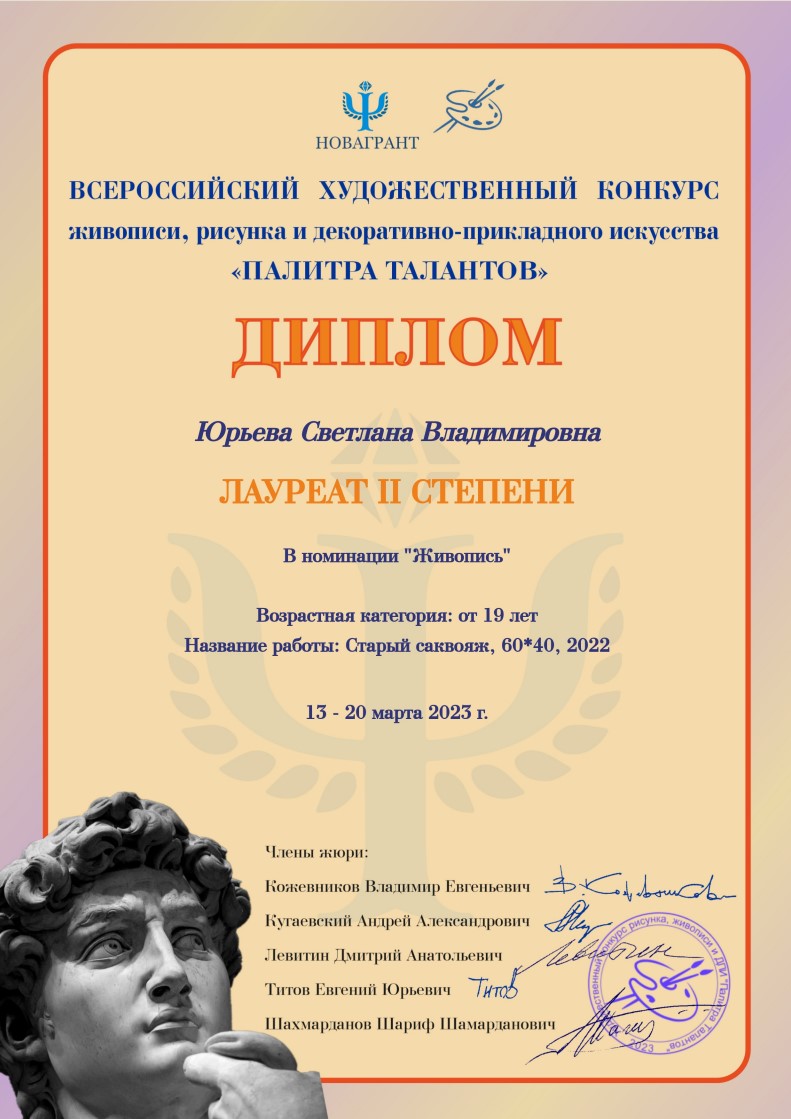 НОВАГРАНТ
ВСЕРОССИЙСКИЙ ХУДОЖЕСТВЕННЫЙ КОНКУРС
живописи, рисунка и декоративно-прикладного искусства
«ПАЛИТРА ТАЛАНТОВ»
ДИПЛОМ
Юрьева Светлана Владимировна
ЛАУРЕАТ II СТЕПЕНИ
В номинации "Живопись"
Возрастная категория: от 19 лет
Название работы: Старый саквояж, 60*40, 2022
13 - 20 марта 2023 г.
Члены жюри:
Кожевников Владимир Евгеньевич
Кугаевский Андрей Александрович
Левитин Дмитрий Анатольевич
Титов Евгений Юрьевич Титов
Шахмарданов Шариф Шамарданович
конкурс рисунка, живописи и ДПИ "Палитра Талантов"
2023